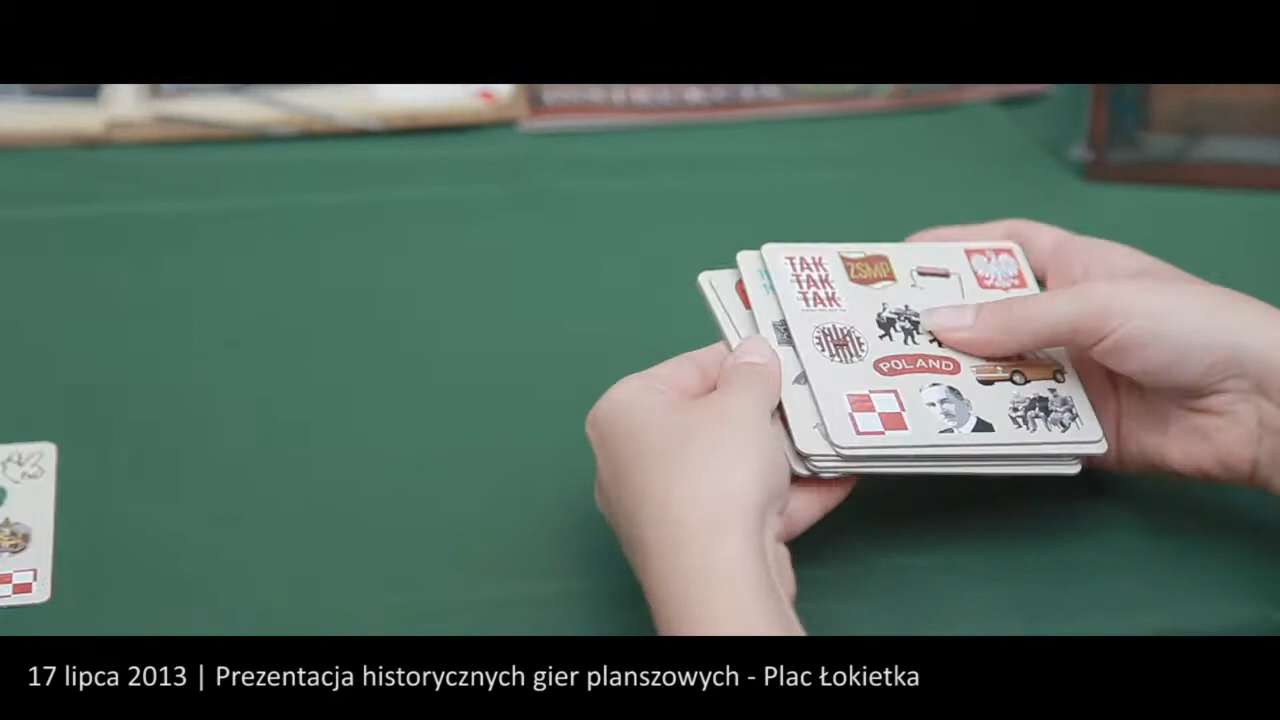 TAK
TAK
TAK
ZSMP
POLAND
17 lipca 2013 | Prezentacja historycznych gier planszowych - Plac Łokietka